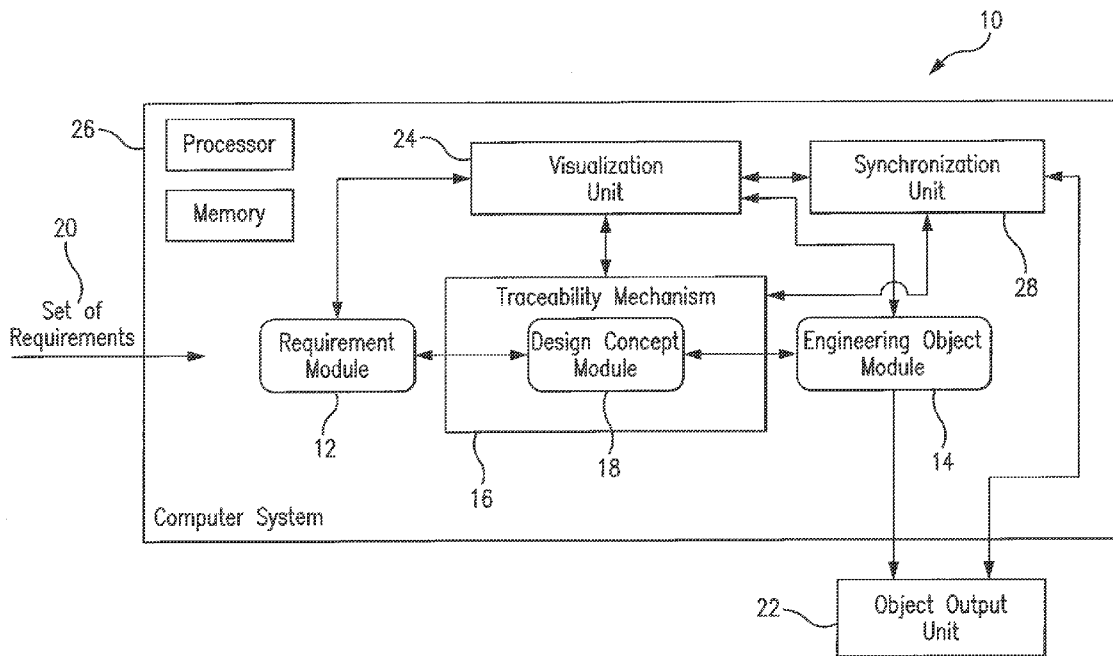 10
26
Processor
Memory
24
Visualization
Unit
Synchronization
Unit
28
20
Set of
Requirements
Traceability Mechanism
Requirement
Module
12
Design Concept
Module
18
16
Engineering Object
Module
14
Computer System
22
Object Output
Unit